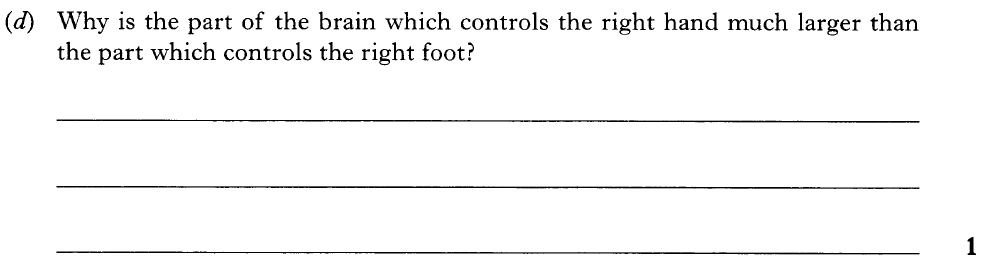 (d) Why is the part of the brain which controls the right hand much larger than
the part which controls the right foot?
1